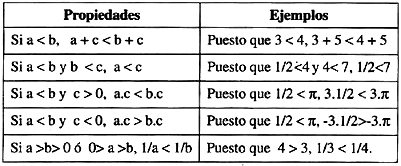 Propiedades Ejemplos
Si a < b, a + c < b + c Puesto que 3 < 4, 3 + 5 < 4 + 5
Si a < b y b < c, a < c Puesto que 1/2<4 y 4< 7, 1/2<7
Si a < b y c > 0, a.c < b.c Puesto que 1/2 < π, 3.1/2 < 3.π
Si a < b y c < 0, a.c > b.c Puesto que 1/2 < π, -3.1/2>-3.π
Si a >b> 0 ó 0> a >b, 1/a < 1/b Puesto que 4 > 3, 1/3 < 1/4.